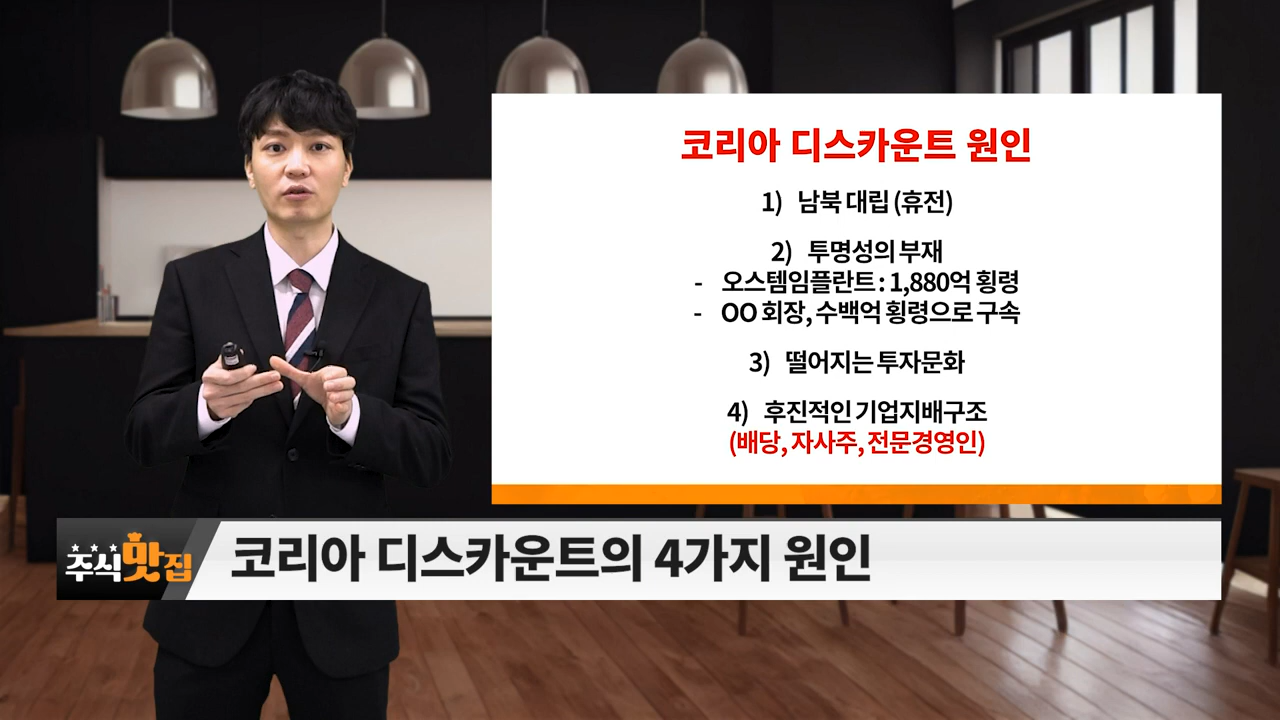 코리아 디스카운트 원인
1) 남북 대립 (휴전)
2) 투명성의 부재
- 오스템임플란트 : 1,880억 횡령
- OO 회장, 수백억 횡령으로 구속
3) 떨어지는 투자문화
4) 후진적인 기업지배구조
(배당, 자사주, 전문경영인)
주식맛집
코리아 디스카운트의 4가지 원인